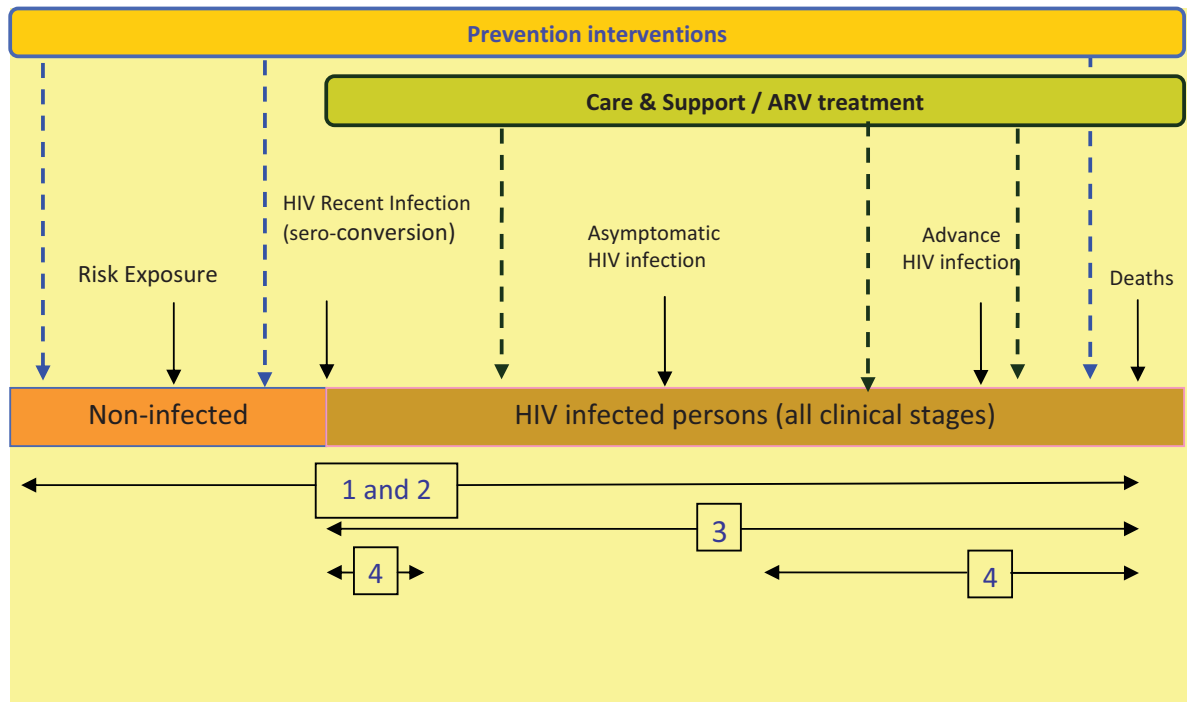 Prevention interventions
Care & Support / ARV treatment
HIV Recent Infection
(sero-conversion)
Asymptomatic
HIV infection
Advance
HIV infection
Risk Exposure
Deaths
Non-infected
HIV infected persons (all clinical stages)
1 and 2
3
4
4